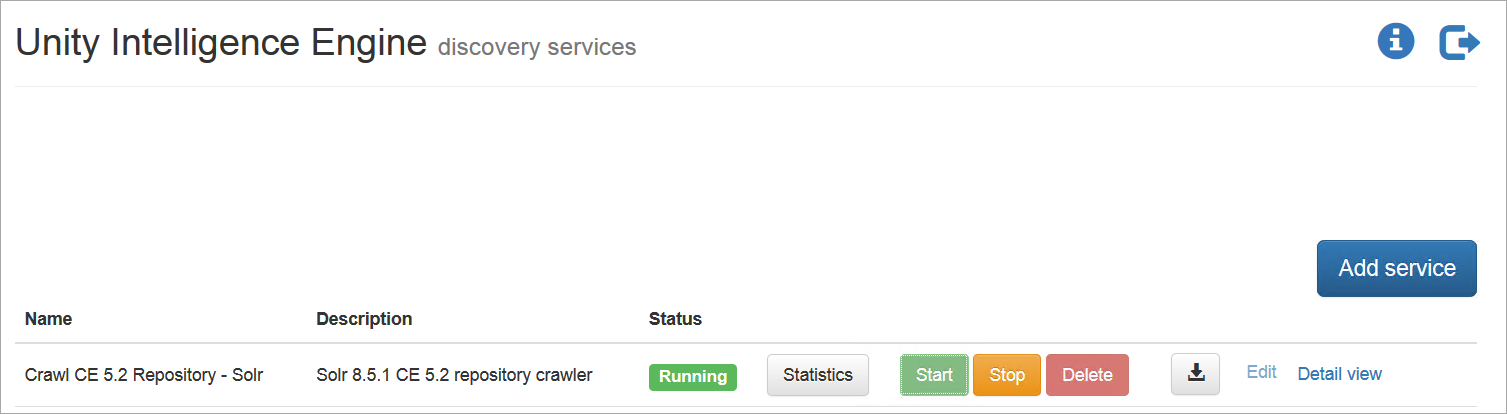 Unity Intelligence Engine discovery services
Add service
Name Description Status
Crawl CE 5.2 Repository - Solr Solr 8.5.1 CE 5.2 repository crawler Running Statistics Start Stop Delete Edit Detail view